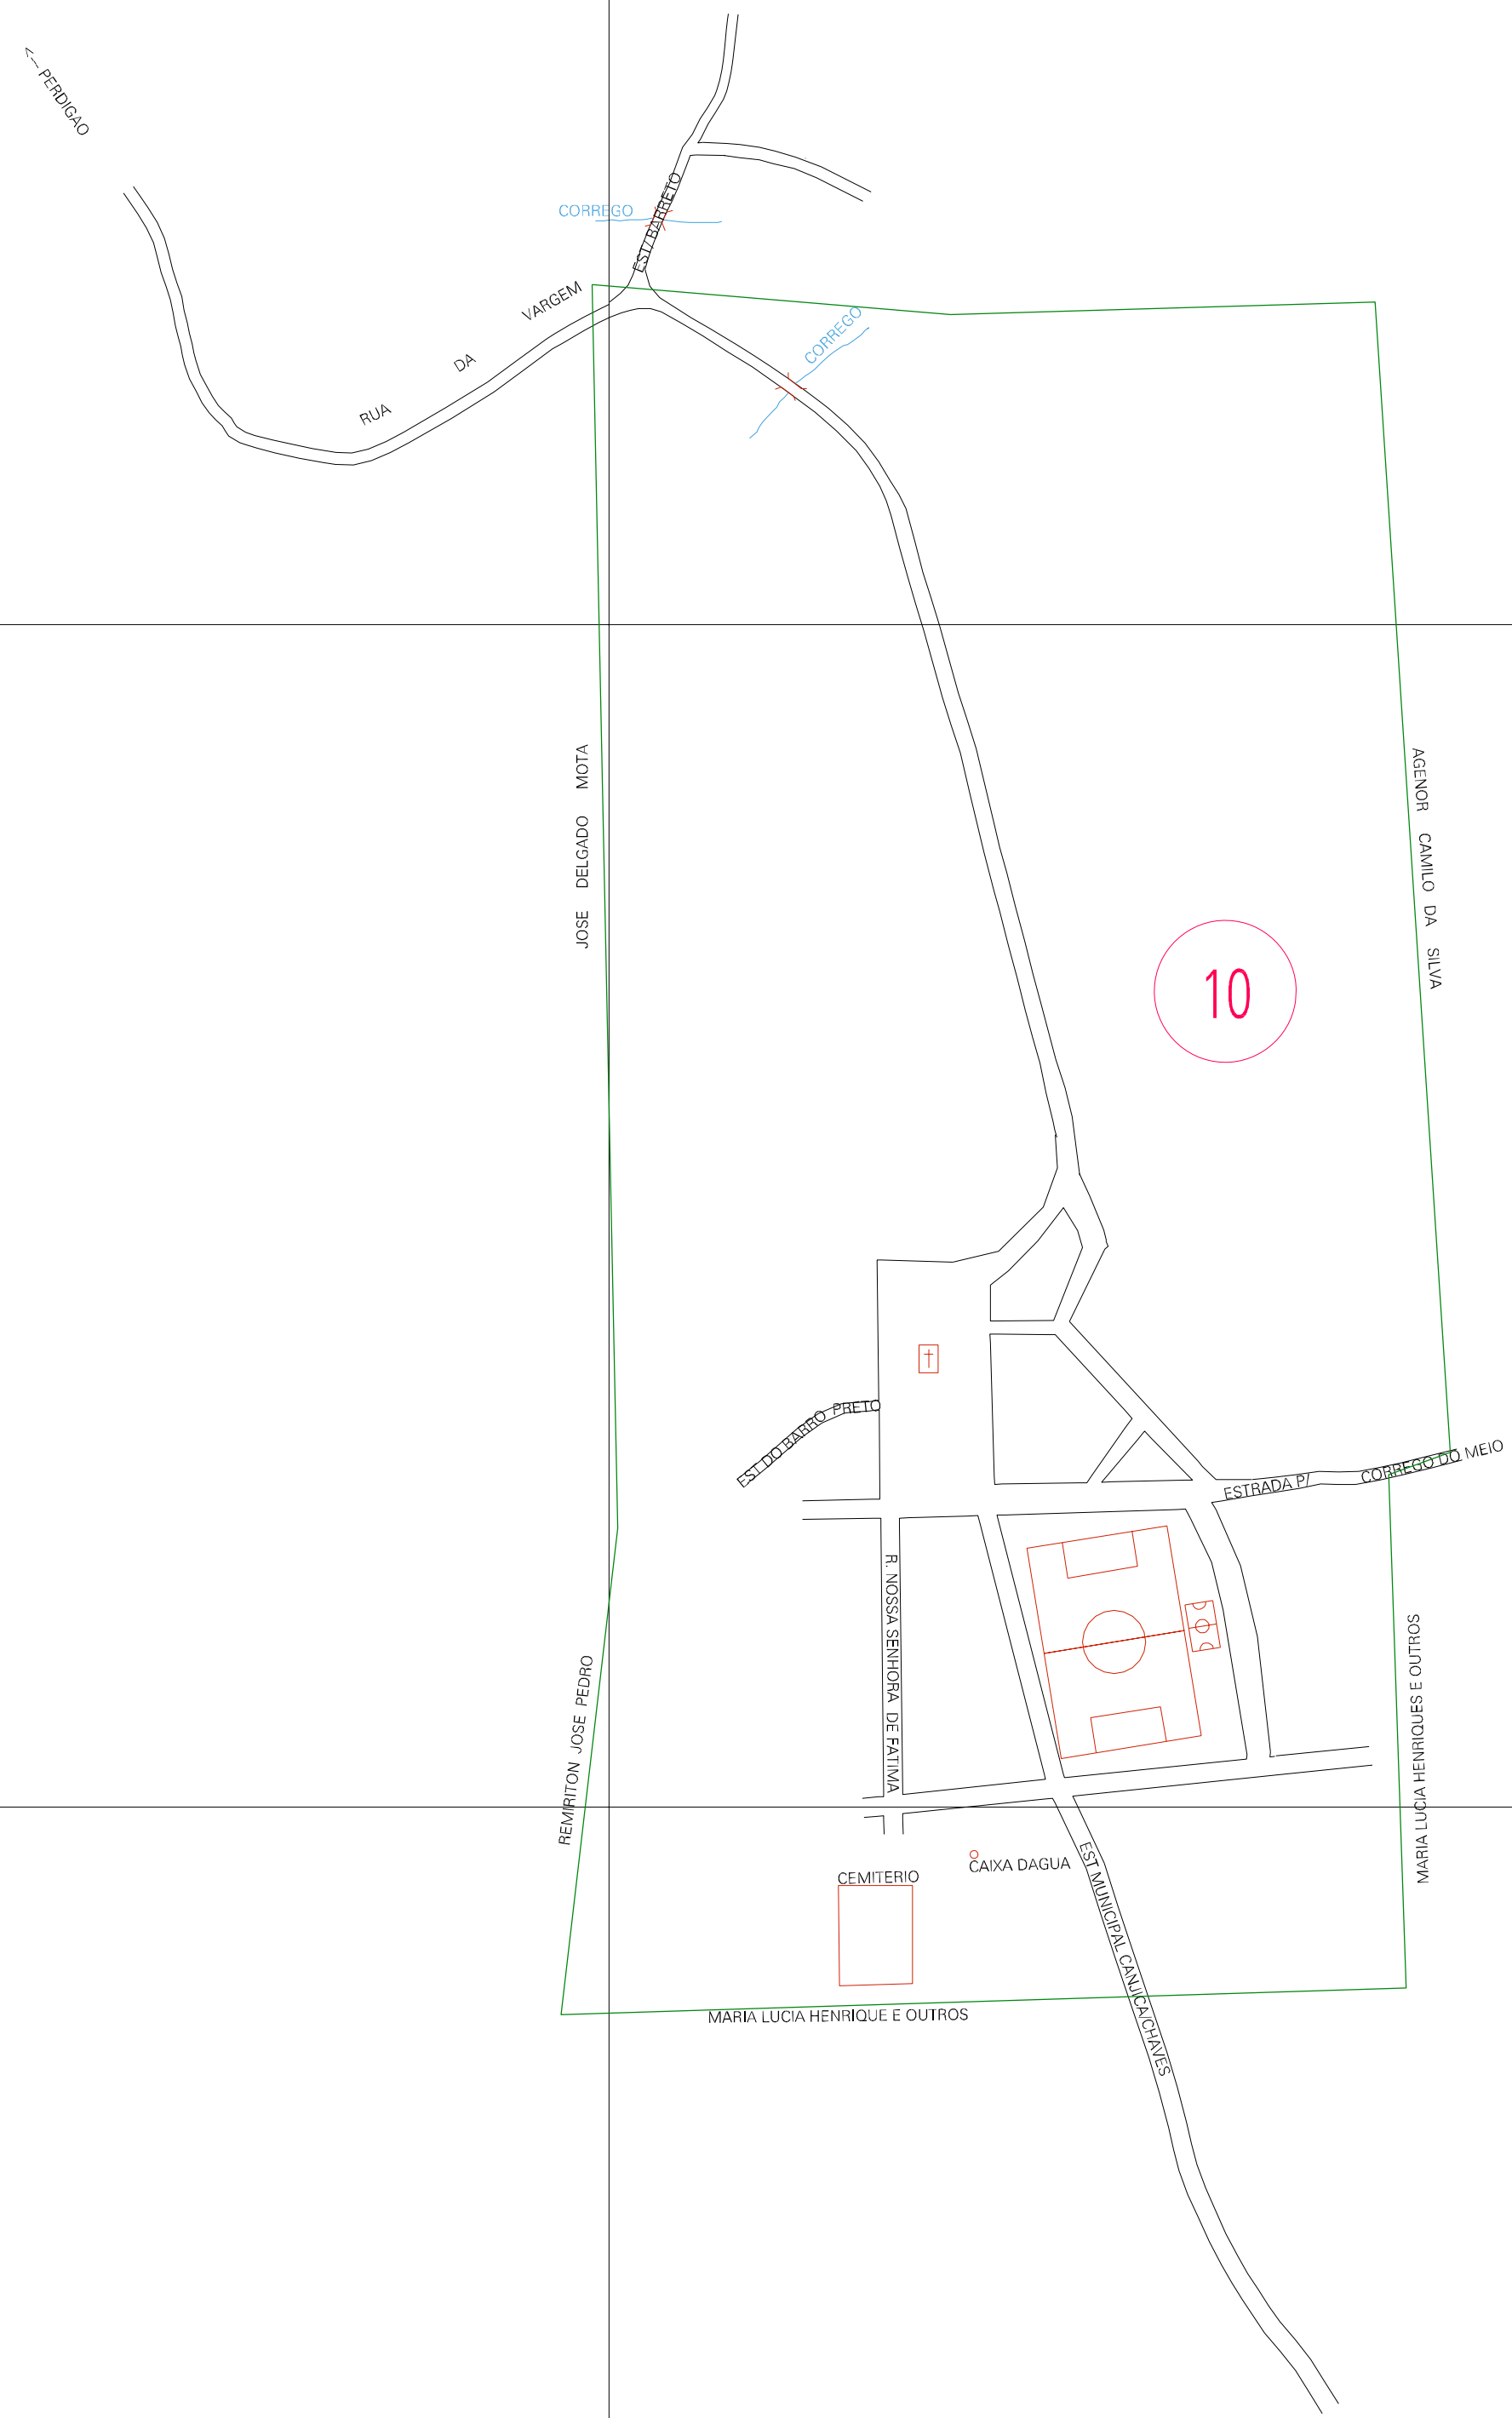 <-- PERDIGAO
CORREGO
EST/ BARRETO
RUA DA VARGEM
CORREGO
JOSE DELGADO MOTA
AGENOR CAMILO DA SILVA
10
EST DO BARRO PRETO
ESTRADA P/ CORREGO DO MEIO
R. NOSSA SENHORA DE FATIMA
REMIRITON JOSE PEDRO
MARIA LUCIA HENRIQUES E OUTROS
CAIXA DAGUA
CEMITERIO
EST MUNICIPAL CANJICA/CHAVES
MARIA LUCIA HENRIQUE E OUTROS